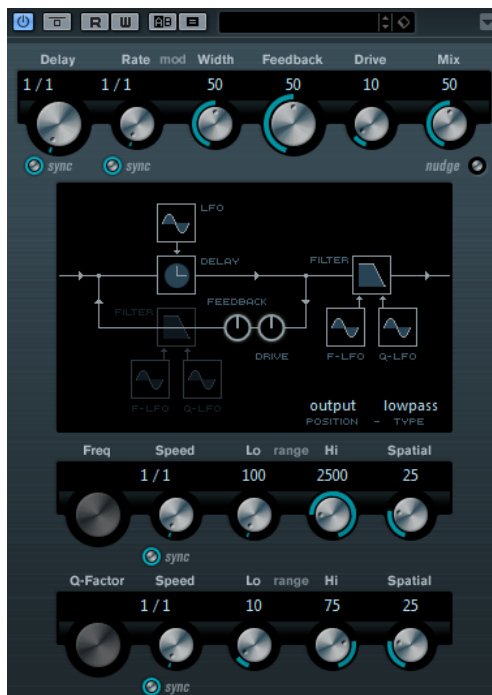 R W AB
Delay Rate mod Width Feedback Drive Mix
1 / 1 1 / 1 50 50 10 50
sync sync nudge
LFO
DELAY FILTER
FILTER FEEDBACK
DRIVE F-LFO Q-LFO
F-LFO Q-LFO
output lowpass
POSITION - TYPE
Freq Speed Lo range Hi Spatial
1 / 1 100 2500 25
sync
Q-Factor Speed Lo range Hi Spatial
1 / 1 10 75 25
sync